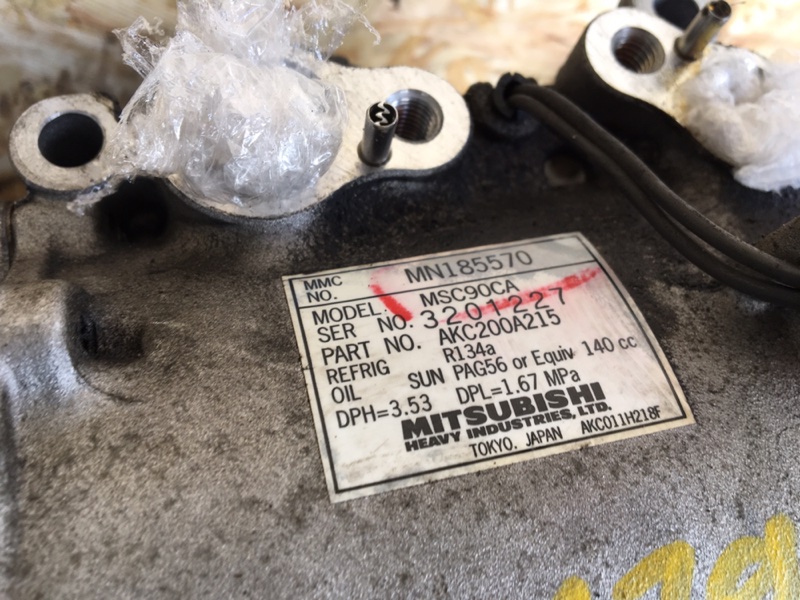 MMC NO. MN185570
MODEL. MSC90CA
SER NO. 3201227
PART NO. AKC200A215
REFRIG R134a
OIL SUN PAG56 or Equiv 140 cc
DPH=3.53 DPL=1.67 MPa
MITSUBISHI
HEAVY INDUSTRIES, LTD.
TOKYO. JAPAN AKC011H218F